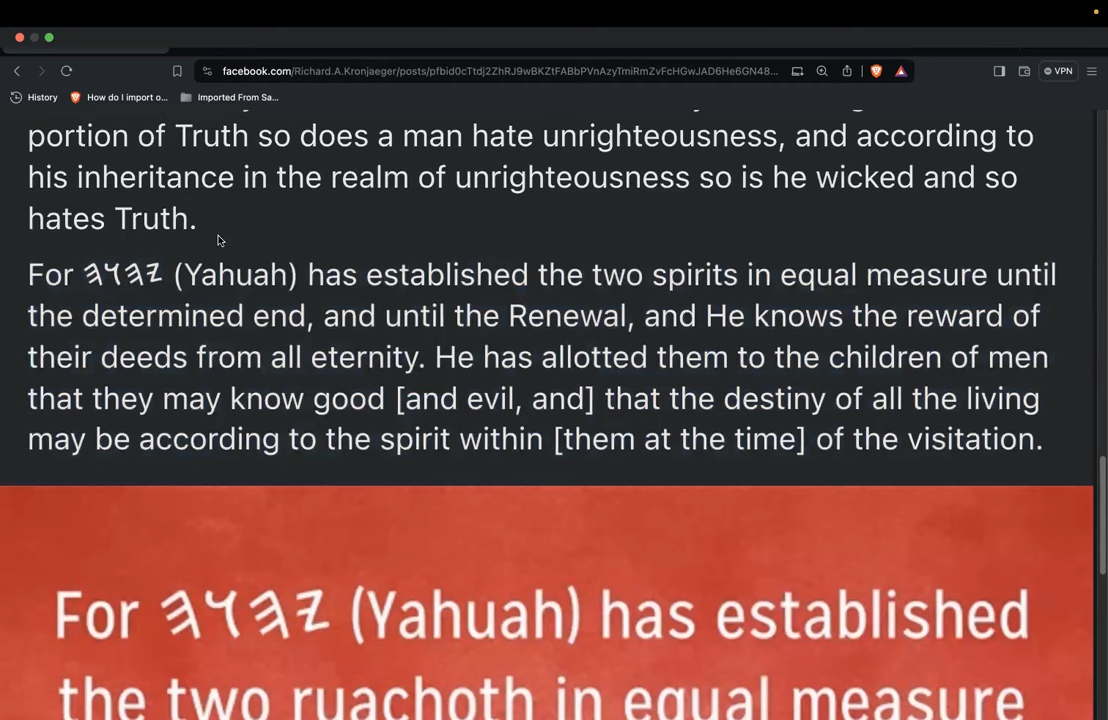 facebook.com/Richard.A.Kronjaeger/posts/pfbid0cTtdj2ZhRJ9wBKZtFABbPVnAzyTmiRmZvFcHGwJAD6He6GN48...
VPN
History How do I import o... Imported From Sa...
portion of Truth so does a man hate unrighteousness, and according to
his inheritance in the realm of unrighteousness so is he wicked and so
hates Truth.
For 𐤉𐤄𐤅𐤄 (Yahuah) has established the two spirits in equal measure until
the determined end, and until the Renewal, and He knows the reward of
their deeds from all eternity. He has allotted them to the children of men
that they may know good [and evil, and] that the destiny of all the living
may be according to the spirit within [them at the time] of the visitation.
For 𐤉𐤄𐤅𐤄 (Yahuah) has established
the two ruachoth in equal measure